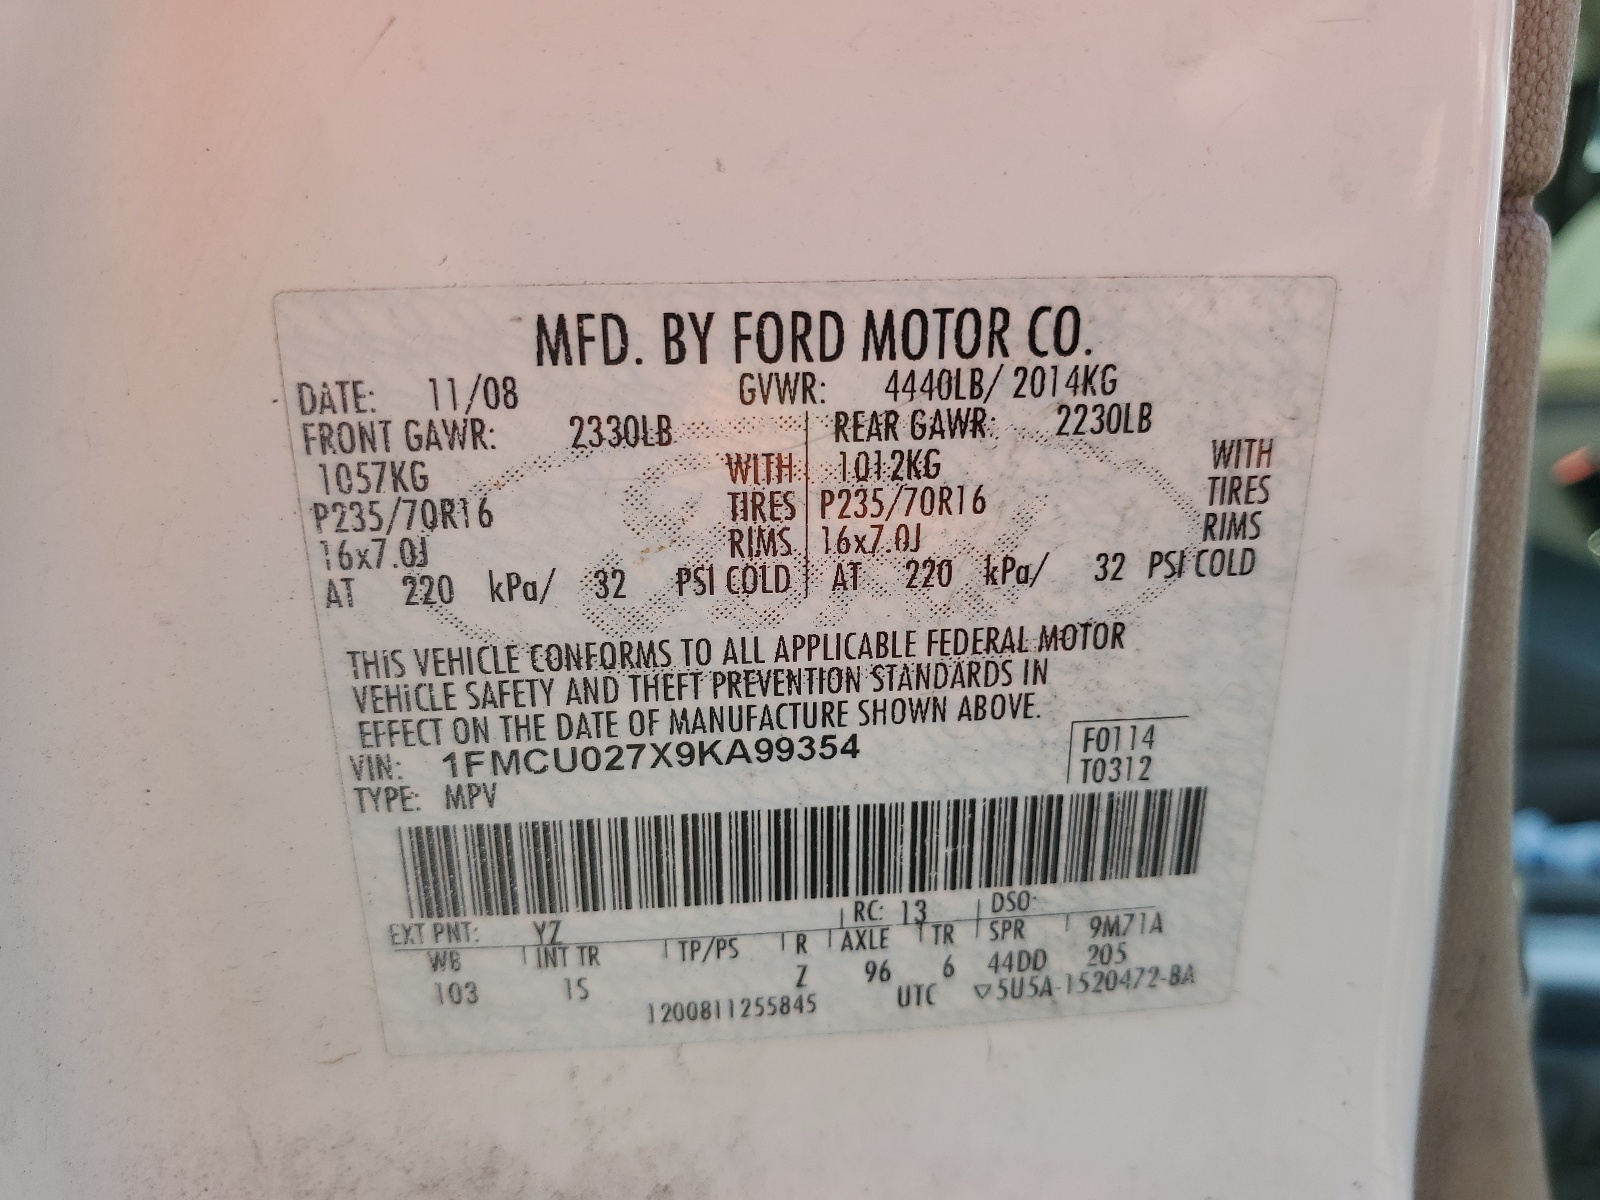 MFD. BY FORD MOTOR CO.
DATE: 11/08 GVWR: 4440LB/ 2014KG
FRONT GAWR: 2330LB REAR GAWR: 2230LB
1057KG WITH 1012KG WITH
P235/70R16 TIRES P235/70R16 TIRES
16x7.0J RIMS 16x7.0J RIMS
AT 220 kPa/ 32 PSI COLD AT 220 kPa/ 32 PSI COLD
THIS VEHICLE CONFORMS TO ALL APPLICABLE FEDERAL MOTOR
VEHICLE SAFETY AND THEFT PREVENTION STANDARDS IN
EFFECT ON THE DATE OF MANUFACTURE SHOWN ABOVE.
VIN: 1FMCU027X9KA99354 F0114
TYPE: MPV T0312
EXT PNT: YZ RC: 13 DSO:
WB INT TR TP/PS R AXLE TR SPR 9M71A
103 IS Z 96 6 44DD 205
1200811255845 UTC ▽5U5A-1520472-BA